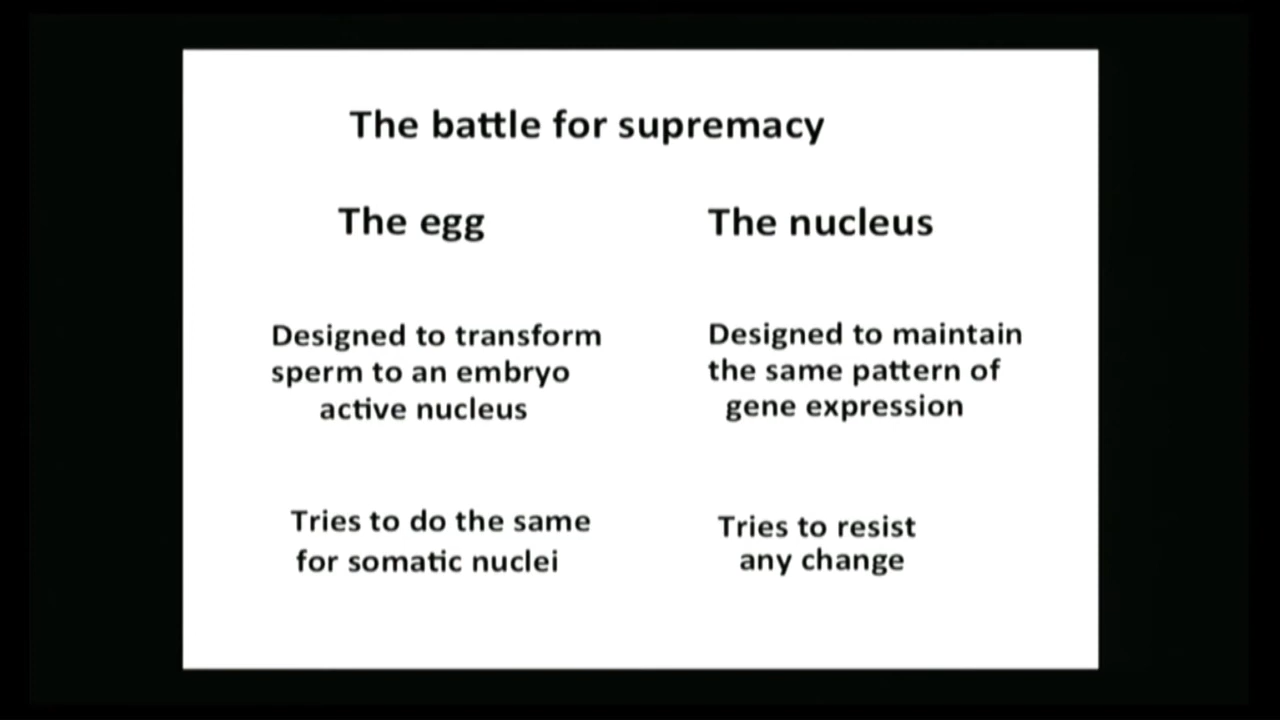 The battle for supremacy
The egg
The nucleus
Designed to transform
sperm to an embryo
active nucleus
Designed to maintain
the same pattern of
gene expression
Tries to do the same
for somatic nuclei
Tries to resist
any change